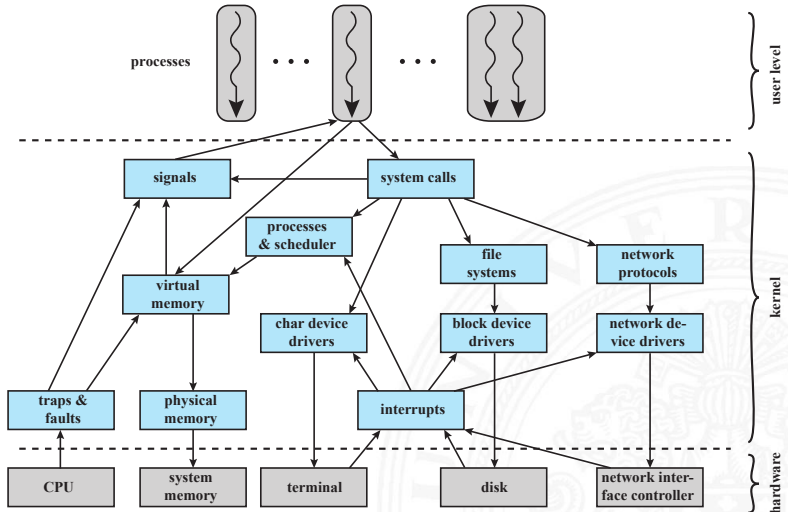 processes
user level
signals
system calls
processes
& scheduler
file
systems
network
protocols
virtual
memory
char device
drivers
block device
drivers
network de-
vice drivers
kernel
traps &
faults
physical
memory
interrupts
CPU
system
memory
terminal
disk
network inter-
face controller
hardware